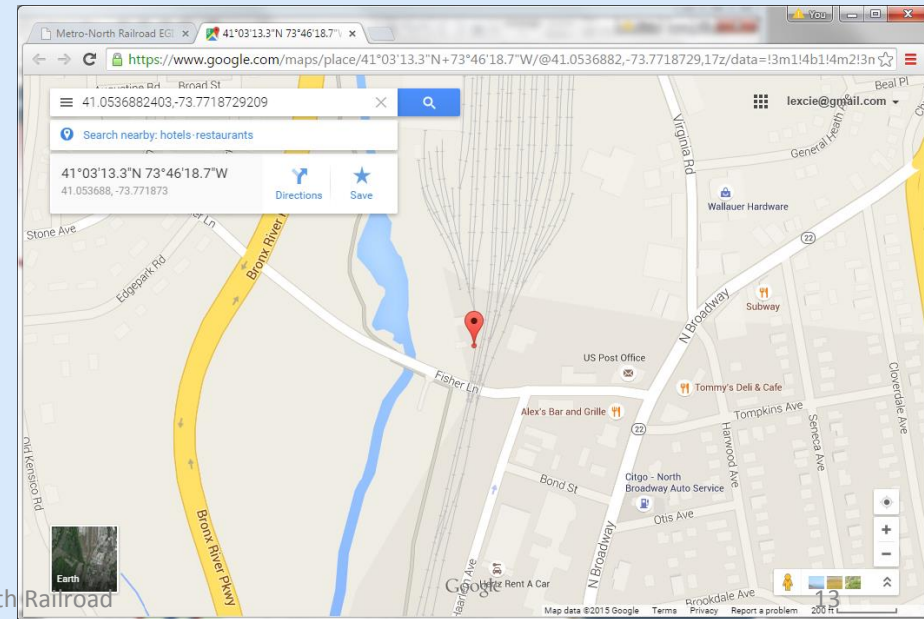 You
Metro-North Railroad EGI
41°03'13.3"N 73°46'18.7"W
https://www.google.com/maps/place/41°03'13.3"N+73°46'18.7"W/@41.0536882,-73.7718729,17z/data=!3m1!4b1!4m2!3n
Broad St
Beal Pl
41.0536882403,-73.7718729209
lexcie@gmail.com
Search nearby: hotels-restaurants
General Heath Ave
Virginia Rd
41°03'13.3"N 73°46'18.7"W
41.053688, -73.771873
Directions
Save
Wallauer Hardware
Stone Ave
Bronx River
22
Edgepark Rd
Subway
N Broadway
US Post Office
Fisher Ln
Tommy's Deli & Cafe
Cloverdale Ave
Alex's Bar and Grille
Tompkins Ave
22
Old Kensico Rd
Harwood Ave
Seneca Ave
Citgo - North
Broadway Auto Service
Bond St
Otis Ave
Bronx River Pkwy
N Broadway
Earth
Google
Rent A Car
Brookdale Ave
Railroad
13
Map data ©2015 Google
Terms
Privacy
Report a problem
200 ft